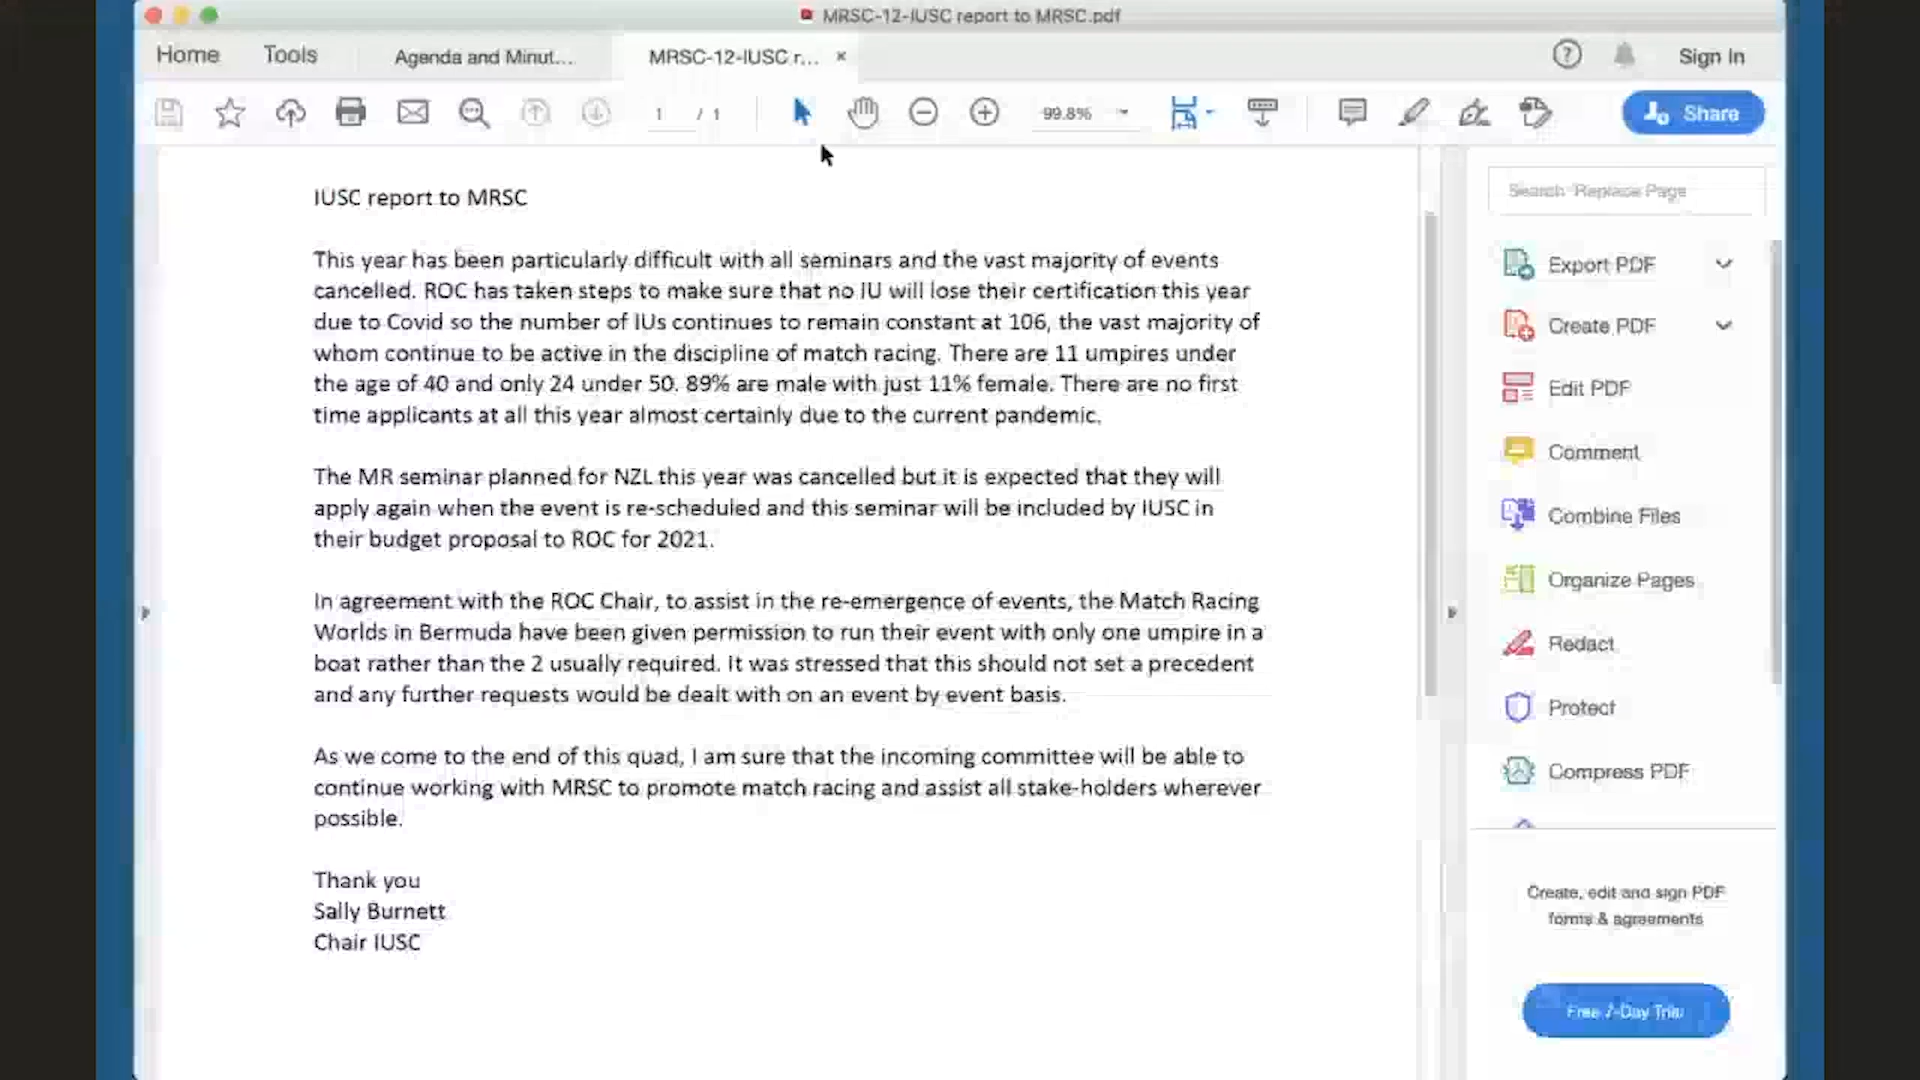 MRSC-12-IUSC report to MRSC.pdf
Home
Tools
Agenda and Minut...
MRSC-12-IUSC r...
Sign In
1 / 1
99.8%
Share
IUSC report to MRSC
This year has been particularly difficult with all seminars and the vast majority of events
cancelled. ROC has taken steps to make sure that no IU will lose their certification this year
due to Covid so the number of IUs continues to remain constant at 106, the vast majority of
whom continue to be active in the discipline of match racing. There are 11 umpires under
the age of 40 and only 24 under 50. 89% are male with just 11% female. There are no first
time applicants at all this year almost certainly due to the current pandemic.
The MR seminar planned for NZL this year was cancelled but it is expected that they will
apply again when the event is re-scheduled and this seminar will be included by IUSC in
their budget proposal to ROC for 2021.
In agreement with the ROC Chair, to assist in the re-emergence of events, the Match Racing
Worlds in Bermuda have been given permission to run their event with only one umpire in a
boat rather than the 2 usually required. It was stressed that this should not set a precedent
and any further requests would be dealt with on an event by event basis.
As we come to the end of this quad, I am sure that the incoming committee will be able to
continue working with MRSC to promote match racing and assist all stake-holders wherever
possible.
Thank you
Sally Burnett
Chair IUSC
Search 'Replace Page'
Export PDF
Create PDF
Edit PDF
Comment
Combine Files
Organize Pages
Redact
Protect
Compress PDF
Create, edit and sign PDF
forms & agreements
Free 7-Day Trial